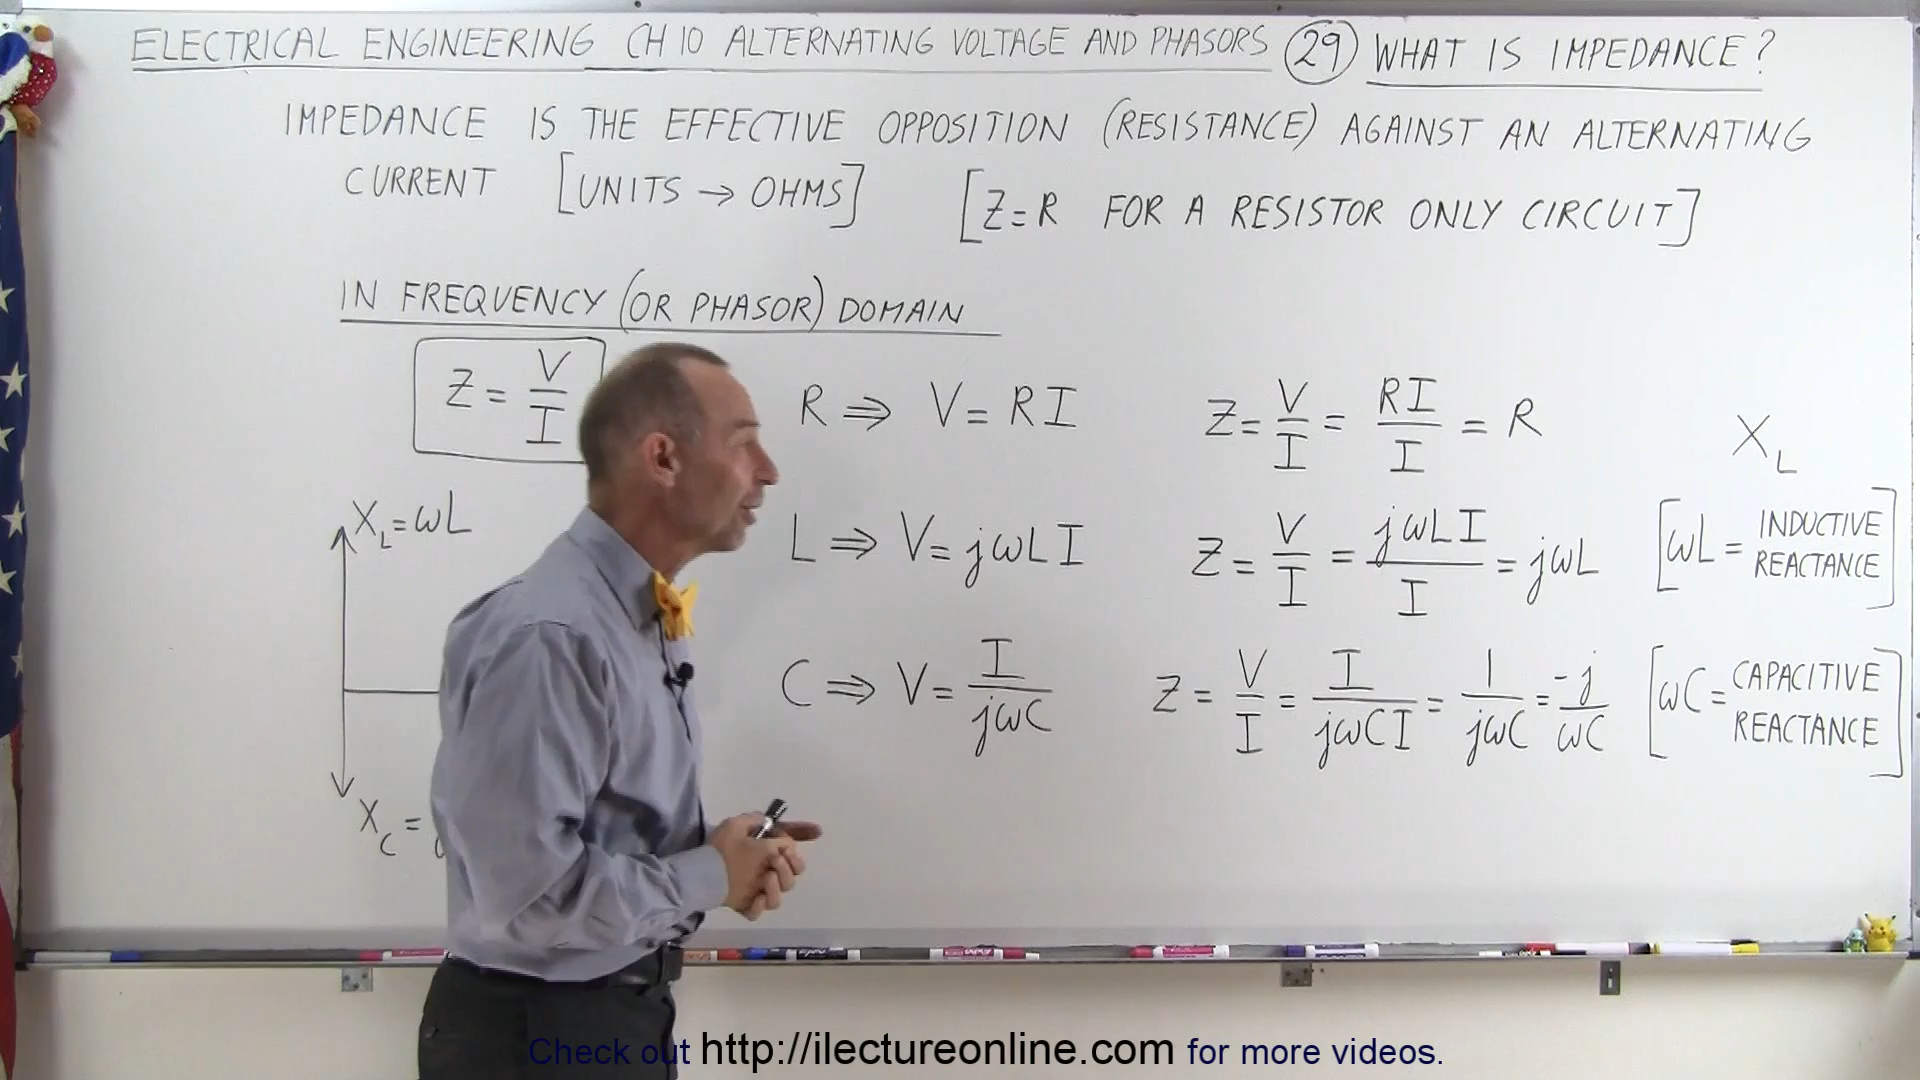 ELECTRICAL ENGINEERING CH 10 ALTERNATING VOLTAGE AND PHASORS 29 WHAT IS IMPEDANCE?
IMPEDANCE IS THE EFFECTIVE OPPOSITION (RESISTANCE) AGAINST AN ALTERNATING
CURRENT [UNITS → OHMS] [Z = R FOR A RESISTOR ONLY CIRCUIT]
IN FREQUENCY (OR PHASOR) DOMAIN
Z = V/I
R ⇒ V = RI Z = V/I = RI/I = R
X_L
X_L = ωL
L ⇒ V = jωLI Z = V/I = jωLI/I = jωL [ωL = INDUCTIVE
REACTANCE]
C ⇒ V = I/jωC Z = V/I = I/jωCI = 1/jωC = -j/ωC [ωC = CAPACITIVE
REACTANCE]
X_C =
Check out http://ilectureonline.com for more videos.